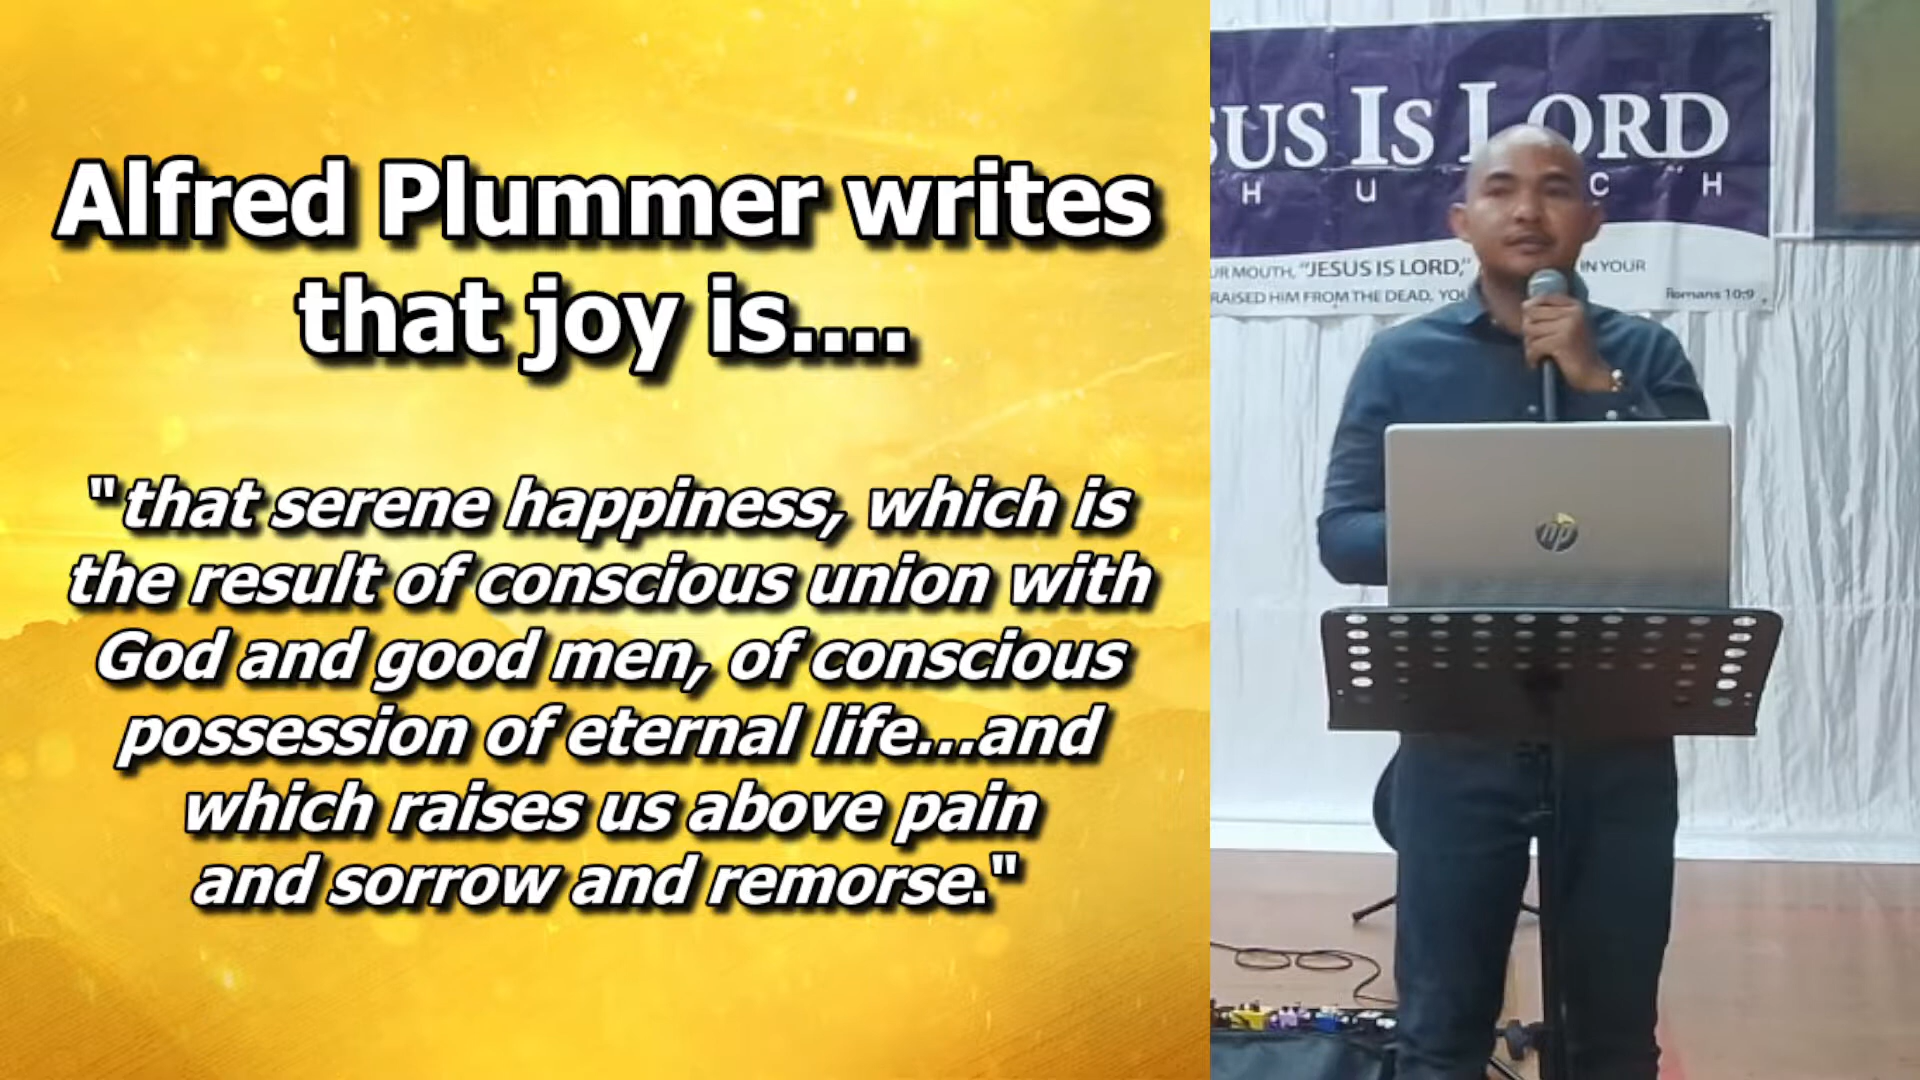 Alfred Plummer writes
that joy is....
"that serene happiness, which is
the result of conscious union with
God and good men, of conscious
possession of eternal life...and
which raises us above pain
and sorrow and remorse."
SUS IS LORD
H U C H
UR MOUTH, "JESUS IS LORD," IN YOUR
RAISED HIM FROM THE DEAD, YOU
Romans 10:9
hp